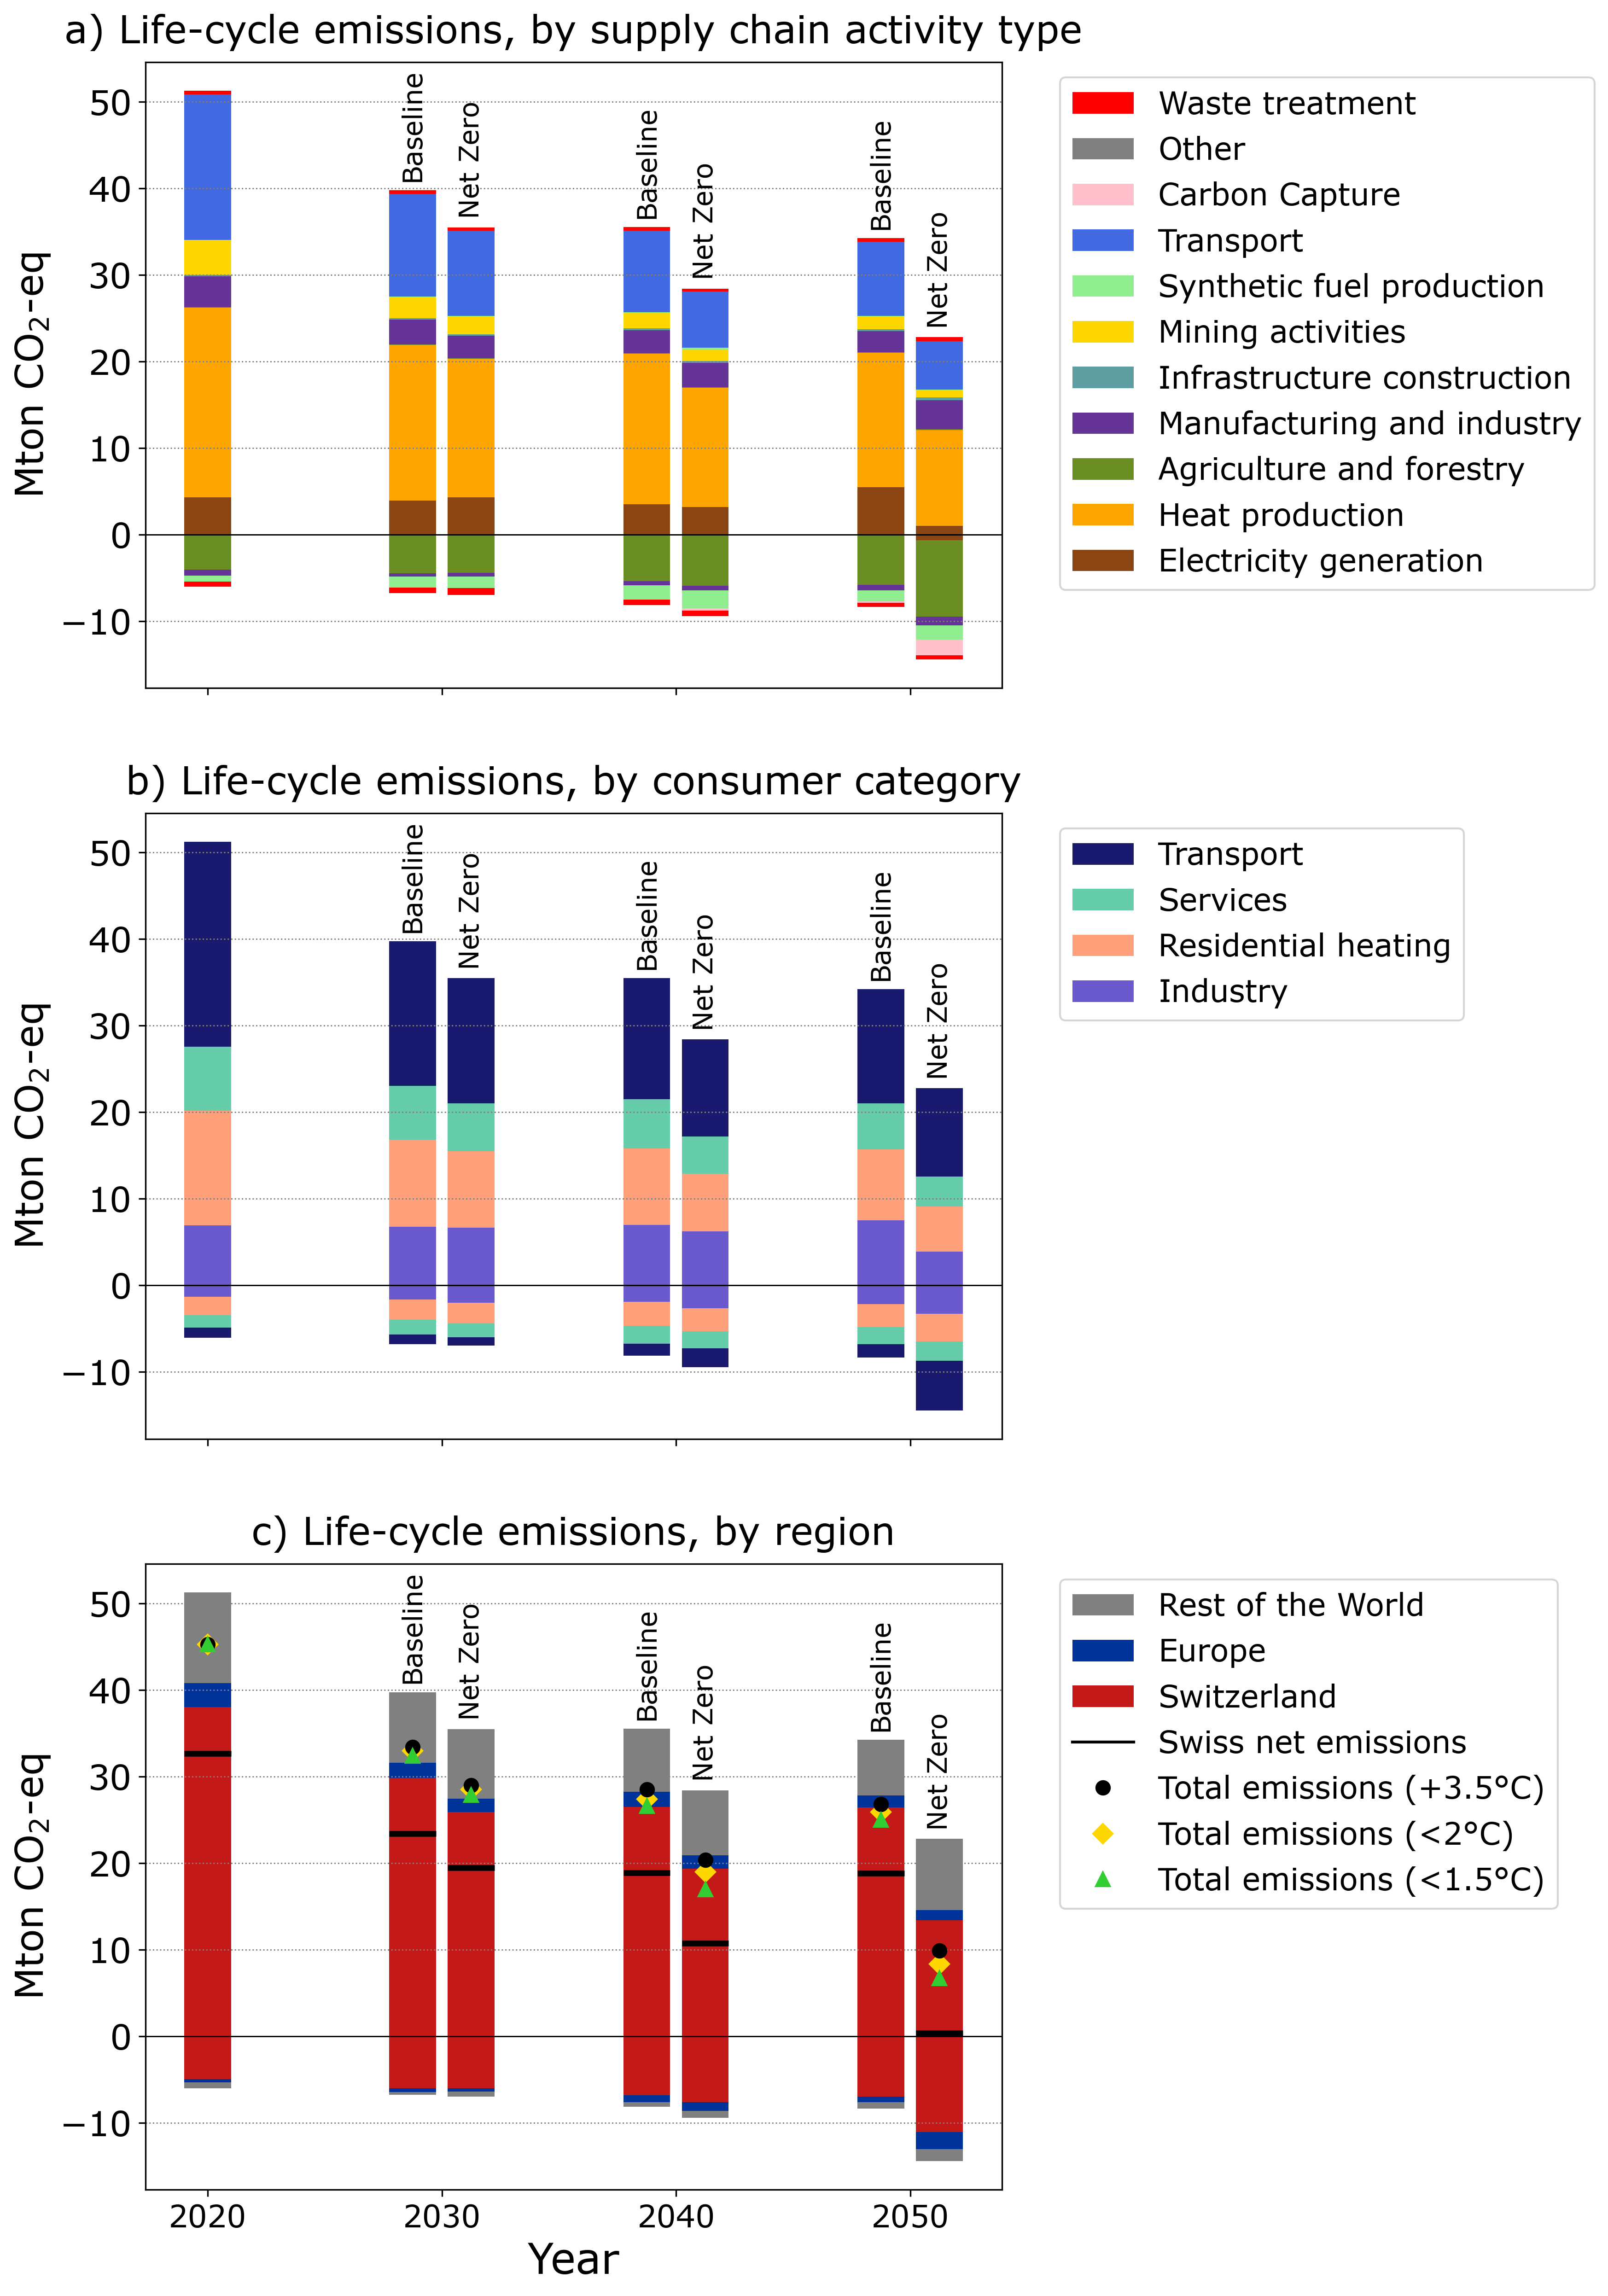 a) Life-cycle emissions, by supply chain activity type
Mton CO₂-eq
50
40
30
20
10
0
−10
Baseline
Net Zero
Baseline
Net Zero
Baseline
Net Zero
Waste treatment
Other
Carbon Capture
Transport
Synthetic fuel production
Mining activities
Infrastructure construction
Manufacturing and industry
Agriculture and forestry
Heat production
Electricity generation
b) Life-cycle emissions, by consumer category
Mton CO₂-eq
50
40
30
20
10
0
−10
Baseline
Net Zero
Baseline
Net Zero
Baseline
Net Zero
Transport
Services
Residential heating
Industry
c) Life-cycle emissions, by region
Mton CO₂-eq
50
40
30
20
10
0
−10
Baseline
Net Zero
Baseline
Net Zero
Baseline
Net Zero
Rest of the World
Europe
Switzerland
Swiss net emissions
Total emissions (+3.5°C)
Total emissions (<2°C)
Total emissions (<1.5°C)
2020
2030
2040
2050
Year